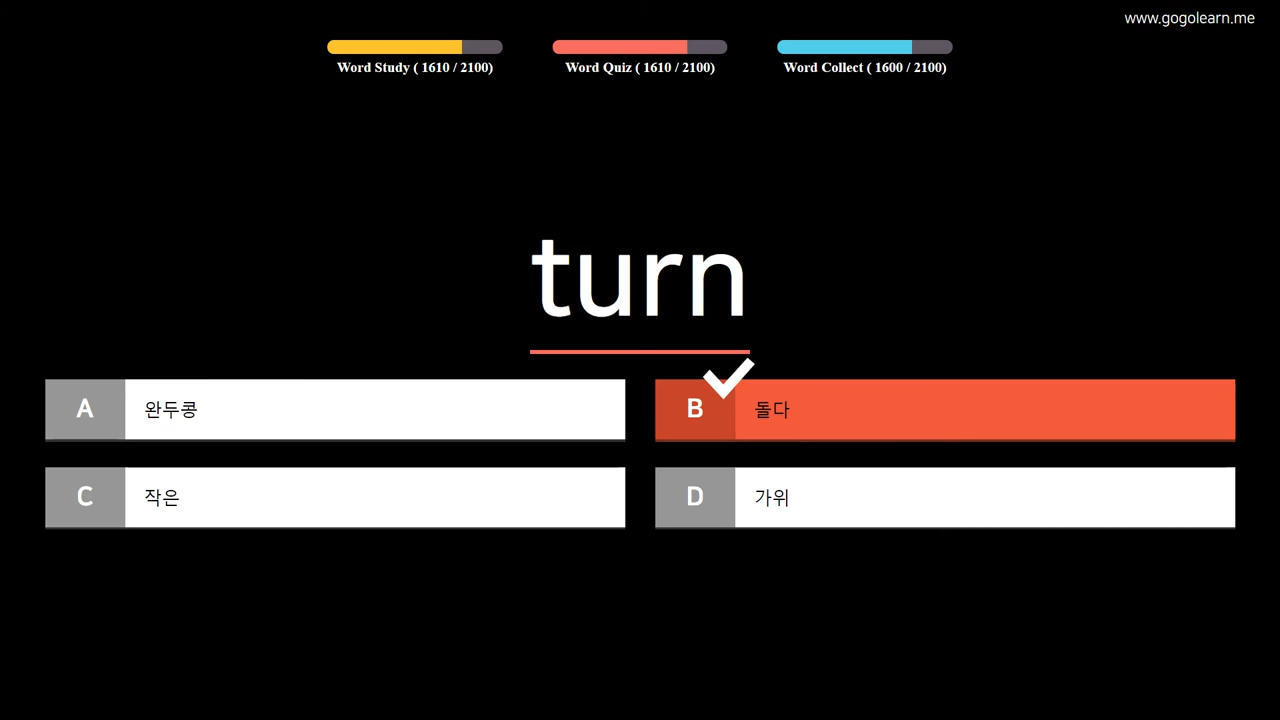 www.gogolearn.me
Word Study ( 1610 / 2100)
Word Quiz ( 1610 / 2100)
Word Collect ( 1600 / 2100)
turn
A 완두콩
B 돌다
C 작은
D 가위